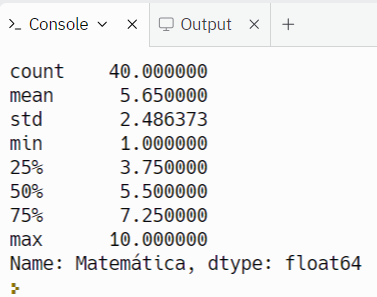 Console Output
count    40.000000
mean      5.650000
std       2.486373
min       1.000000
25%       3.750000
50%       5.500000
75%       7.250000
max      10.000000
Name: Matemática, dtype: float64